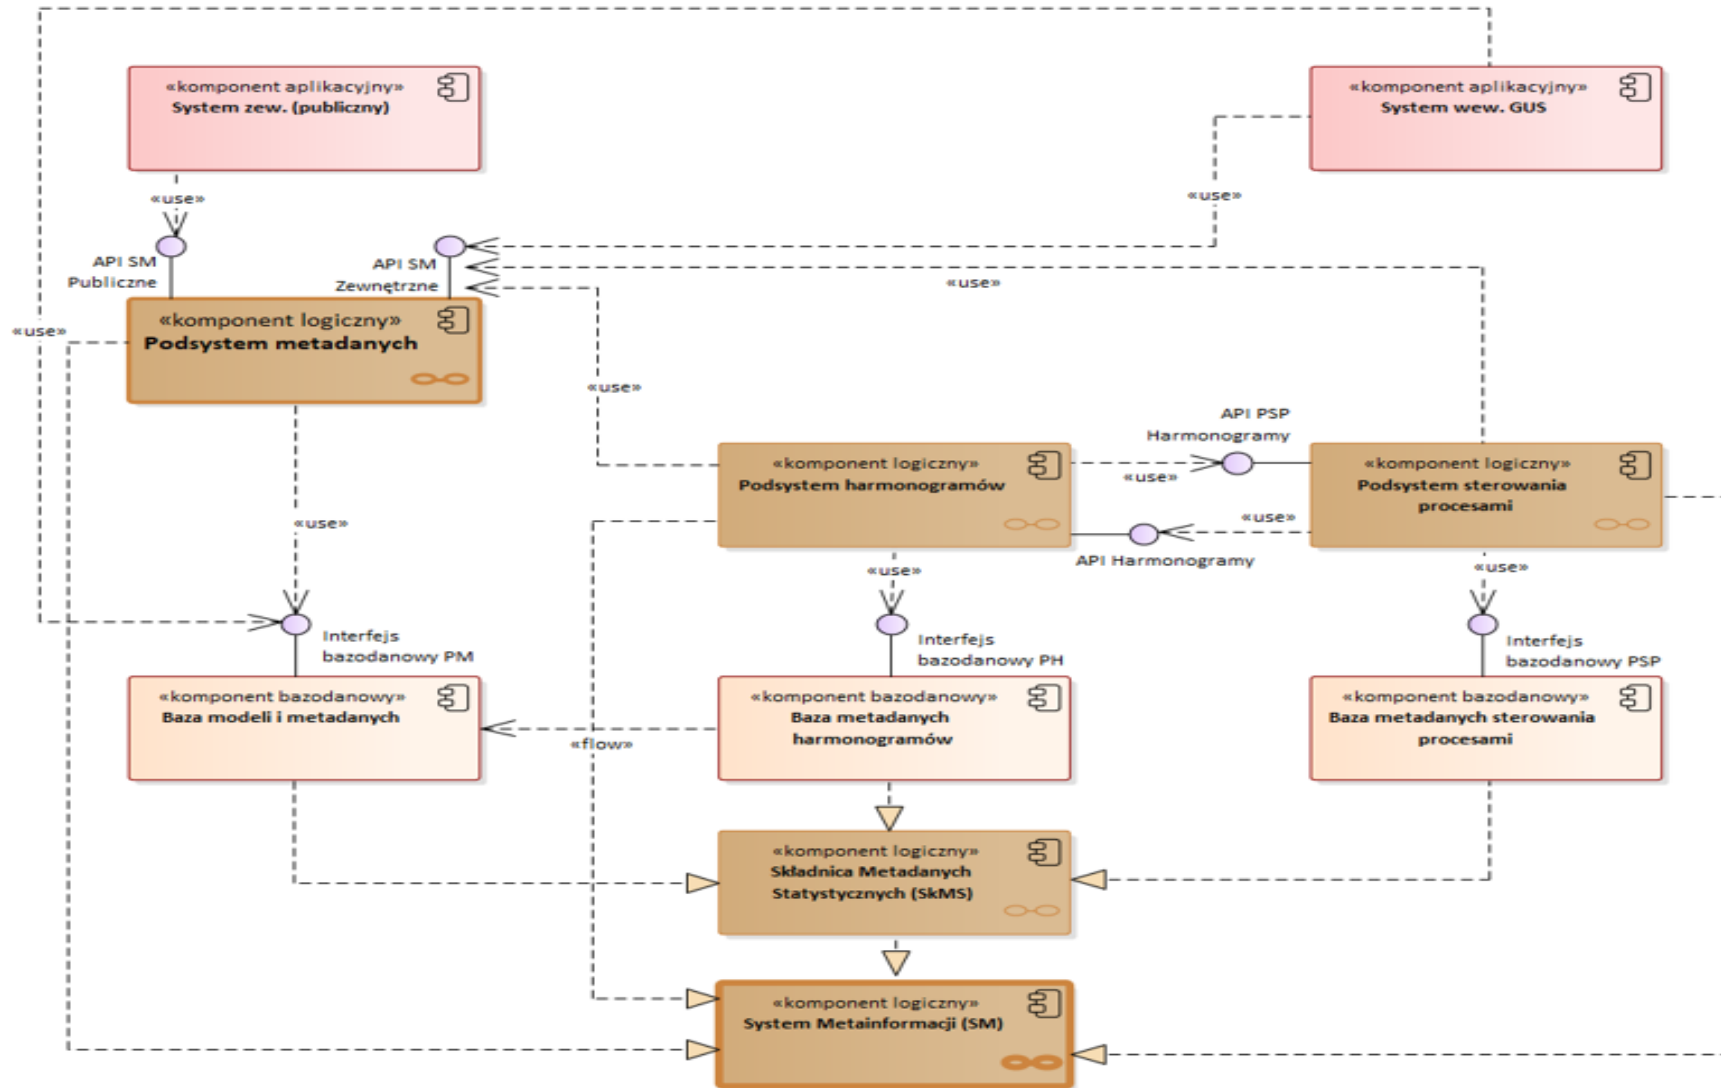 «komponent aplikacyjny»
System zew. (publiczny)
«komponent aplikacyjny»
System wew. GUS
«use»
«use»
API SM
Publiczne
API SM
Zewnętrzne
«use»
«use»
«komponent logiczny»
Podsystem metadanych
«use»
API PSP
Harmonogramy
«komponent logiczny»
Podsystem harmonogramów
«use»
«komponent logiczny»
Podsystem sterowania
procesami
«use»
«use»
API Harmonogramy
«use»
«use»
Interfejs
bazodanowy PM
Interfejs
bazodanowy PH
Interfejs
bazodanowy PSP
«komponent bazodanowy»
Baza modeli i metadanych
«komponent bazodanowy»
Baza metadanych
harmonogramów
«komponent bazodanowy»
Baza metadanych sterowania
procesami
«flow»
«komponent logiczny»
Składnica Metadanych
Statystycznych (SkMS)
«komponent logiczny»
System Metainformacji (SM)